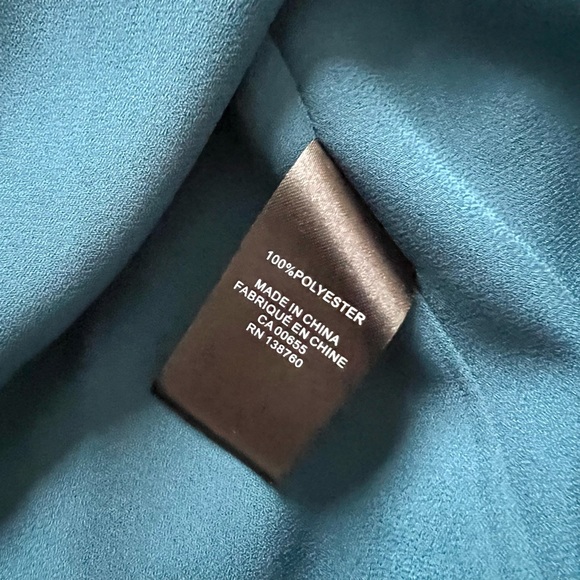 100%POLYESTER
MADE IN CHINA
FABRIQUÉ EN CHINE
CA 00655
RN 138760